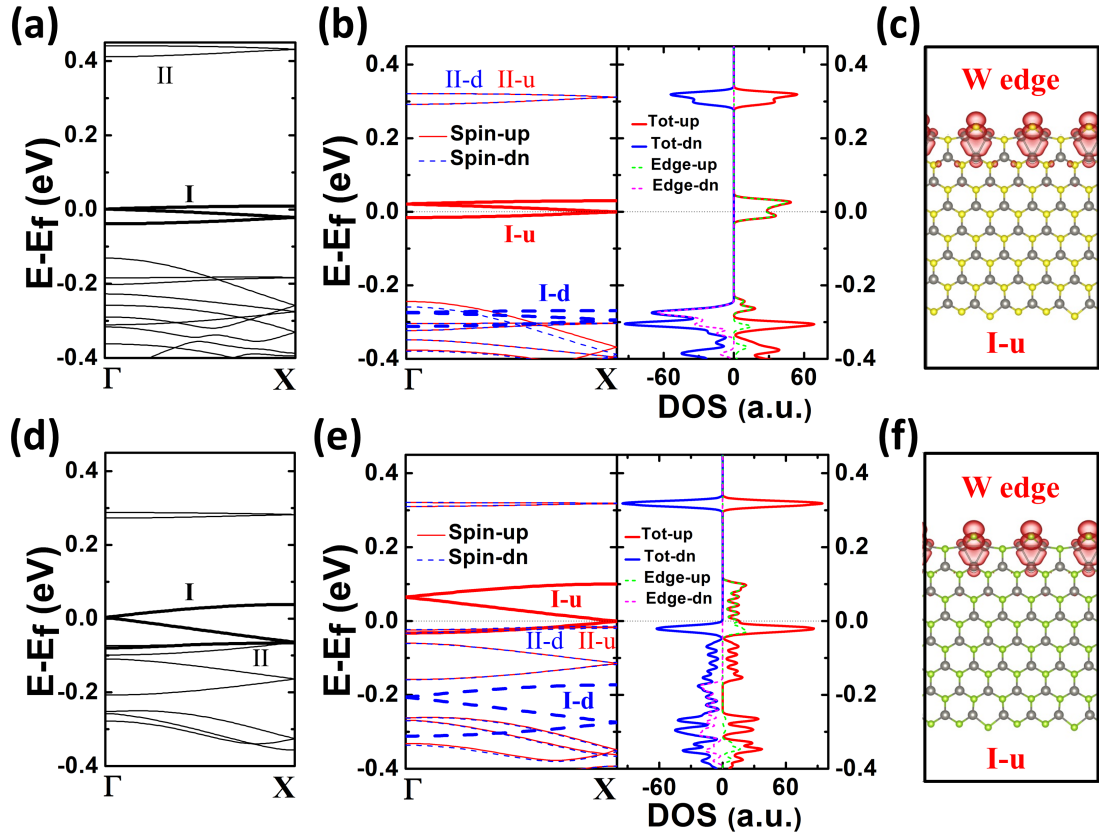 (a)
(b)
(c)
E-Ef (eV)
0.4
0.2
0.0
-0.2
-0.4
II
I
Γ
X
E-Ef (eV)
0.4
0.2
0.0
-0.2
-0.4
II-d II-u
Spin-up
Spin-dn
I-u
I-d
Γ
X
Tot-up
Tot-dn
Edge-up
Edge-dn
-60
0
60
DOS (a.u.)
0.4
0.2
0.0
-0.2
-0.4
W edge
I-u
(d)
(e)
(f)
E-Ef (eV)
0.4
0.2
0.0
-0.2
-0.4
I
II
Γ
X
E-Ef (eV)
0.4
0.2
0.0
-0.2
-0.4
Spin-up
Spin-dn
I-u
II-d II-u
I-d
Γ
X
Tot-up
Tot-dn
Edge-up
Edge-dn
-60
0
60
DOS (a.u.)
0.4
0.2
0.0
-0.2
-0.4
W edge
I-u